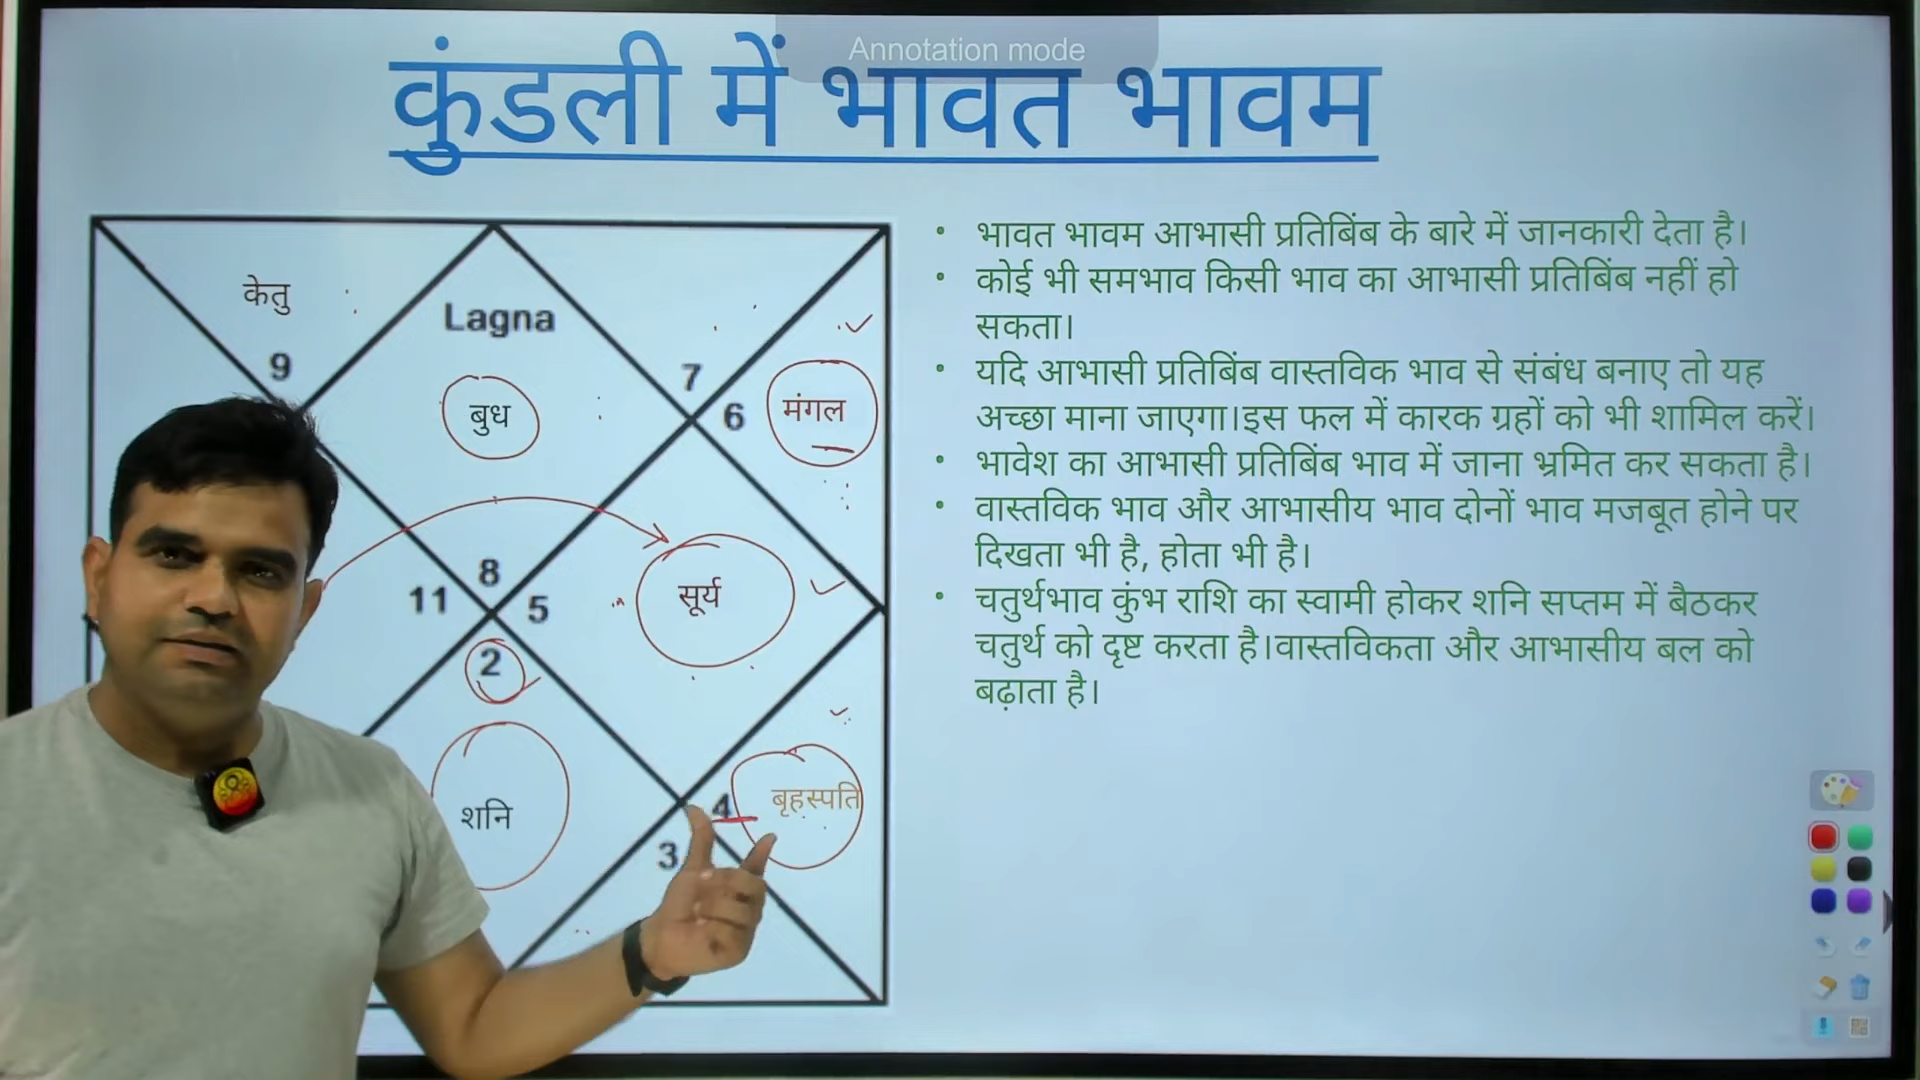 Annotation mode
कुंडली में भावत भावम
केतु
Lagna
9
7
बुध
6
मंगल
• भावत भावम आभासी प्रतिबिंब के बारे में जानकारी देता है।
• कोई भी समभाव किसी भाव का आभासी प्रतिबिंब नहीं हो
सकता।
• यदि आभासी प्रतिबिंब वास्तविक भाव से संबंध बनाए तो यह
अच्छा माना जाएगा।इस फल में कारक ग्रहों को भी शामिल करें।
• भावेश का आभासी प्रतिबिंब भाव में जाना भ्रमित कर सकता है।
• वास्तविक भाव और आभासीय भाव दोनों भाव मजबूत होने पर
दिखता भी है, होता भी है।
• चतुर्थभाव कुंभ राशि का स्वामी होकर शनि सप्तम में बैठकर
चतुर्थ को दृष्ट करता है।वास्तविकता और आभासीय बल को
बढ़ाता है।
8
11
5
सूर्य
2
शनि
4
बृहस्पति
3